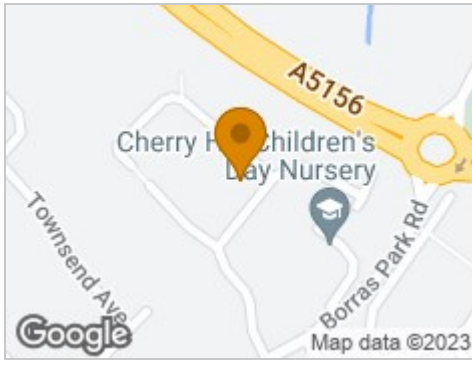 A5156
Cherry H Children's
Day Nursery
Townsend Ave
Borras Park Rd
Google
Map data ©2023